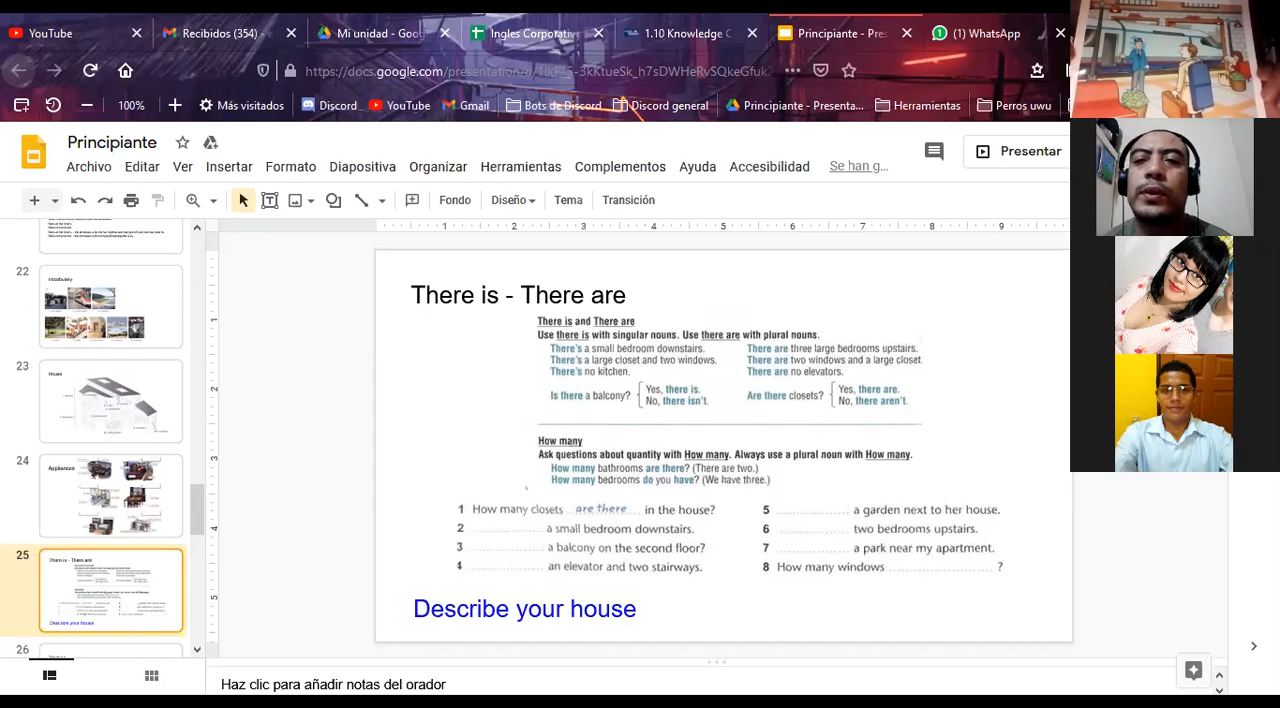 YouTube
Recibidos (354) -
Mi unidad - Goo
Ingles Corporativ
1.10 Knowledge C
Principiante - Pres
(1) WhatsApp
https://docs.google.com/presentation/d/
100%
Más visitados
Discord
YouTube
Gmail
Bots de Discord
Discord general
Principiante - Presenta...
Herramientas
Perros uwu
Principiante
Presentar
Archivo
Editar
Ver
Insertar
Formato
Diapositiva
Organizar
Herramientas
Complementos
Ayuda
Accesibilidad
Se han g...
Fondo
Diseño
Tema
Transición
1 2 3 4 5 6 7 8 9
22
Vocabulary
23
House
24
Appliances
25
There is - There are
Describe your house
26
There is - There are
There is and There are
Use there is with singular nouns. Use there are with plural nouns.
There's a small bedroom downstairs.
There's a large closet and two windows.
There's no kitchen.
There are three large bedrooms upstairs.
There are two windows and a large closet
There are no elevators.
Is there a balcony?
Yes, there is.
No, there isn't.
Are there closets?
Yes, there are.
No, there aren't.
How many
Ask questions about quantity with How many. Always use a plural noun with How many.
How many bathrooms are there? (There are two.)
How many bedrooms do you have? (We have three.)
1 How many closets are there in the house?
2 a small bedroom downstairs.
3 a balcony on the second floor?
4 an elevator and two stairways.
5 a garden next to her house.
6 two bedrooms upstairs.
7 a park near my apartment.
8 How many windows ?
Describe your house
Haz clic para añadir notas del orador